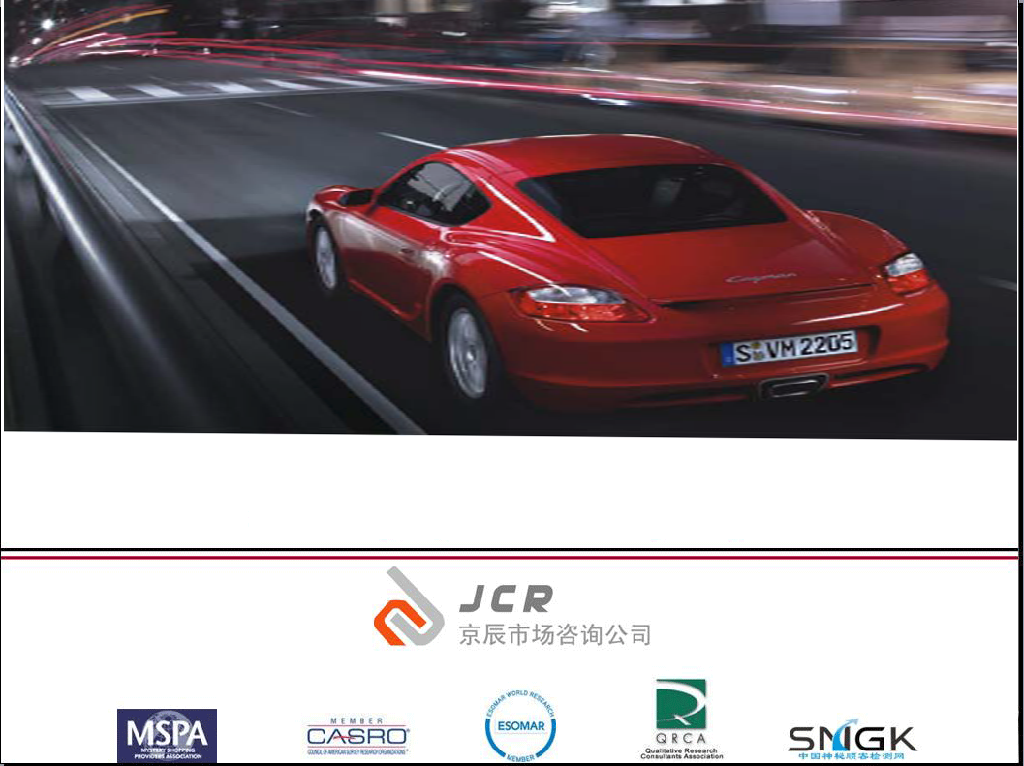 Cayman
S VM 2205
JCR
京辰市场咨询公司
MSPA
MYSTERY SHOPPING
PROVIDERS ASSOCIATION
MEMBER
CASRO®
COUNCIL OF AMERICAN SURVEY RESEARCH ORGANIZATIONS
ESOMAR WORLD RESEARCH
ESOMAR
MEMBER
QRCA
Qualitative Research
Consultants Association
SMGK
中国神秘顾客检测网